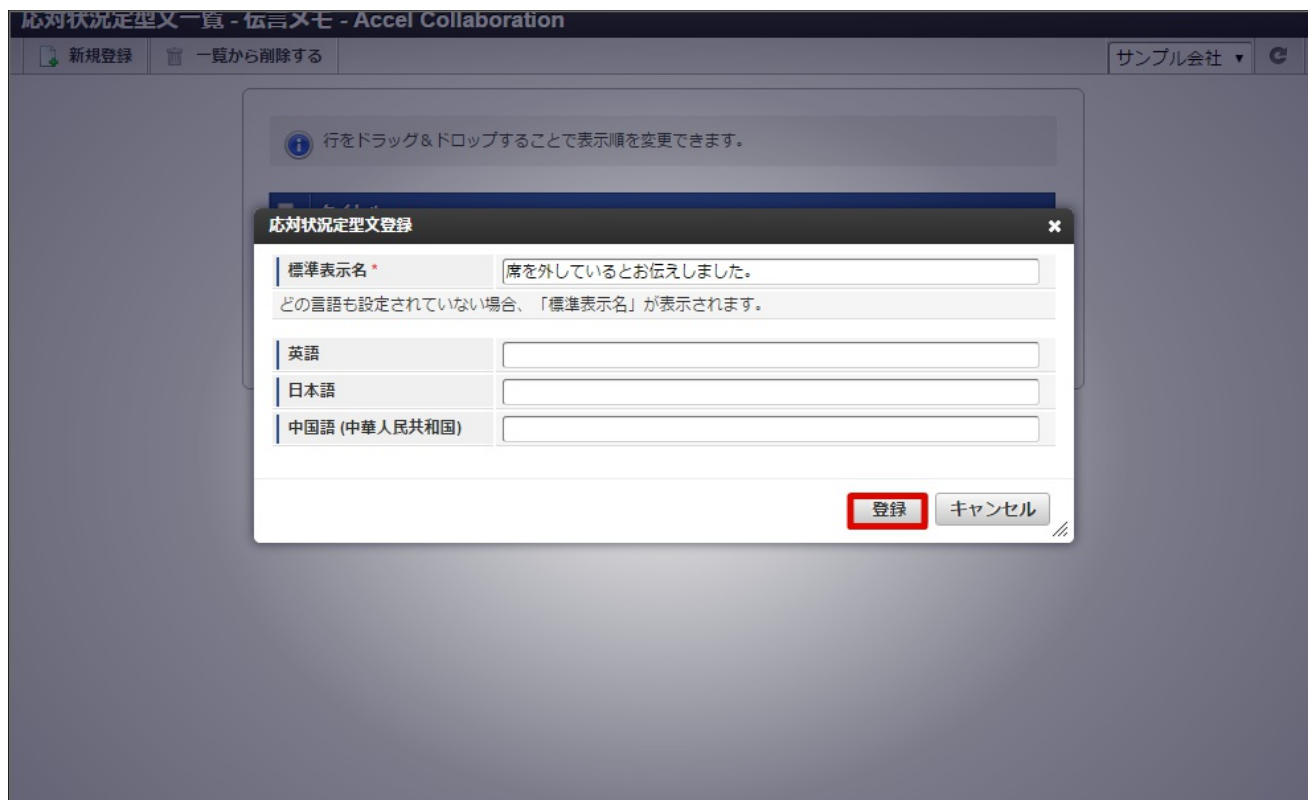 応対状況定型文一覧 - 伝言メモ - Accel Collaboration
新規登録 一覧から削除する サンプル会社
行をドラッグ&ドロップすることで表示順を変更できます。
タイトル
応対状況定型文登録
標準表示名 * 席を外しているとお伝えしました。
どの言語も設定されていない場合、「標準表示名」が表示されます。
英語
日本語
中国語 (中華人民共和国)
登録 キャンセル